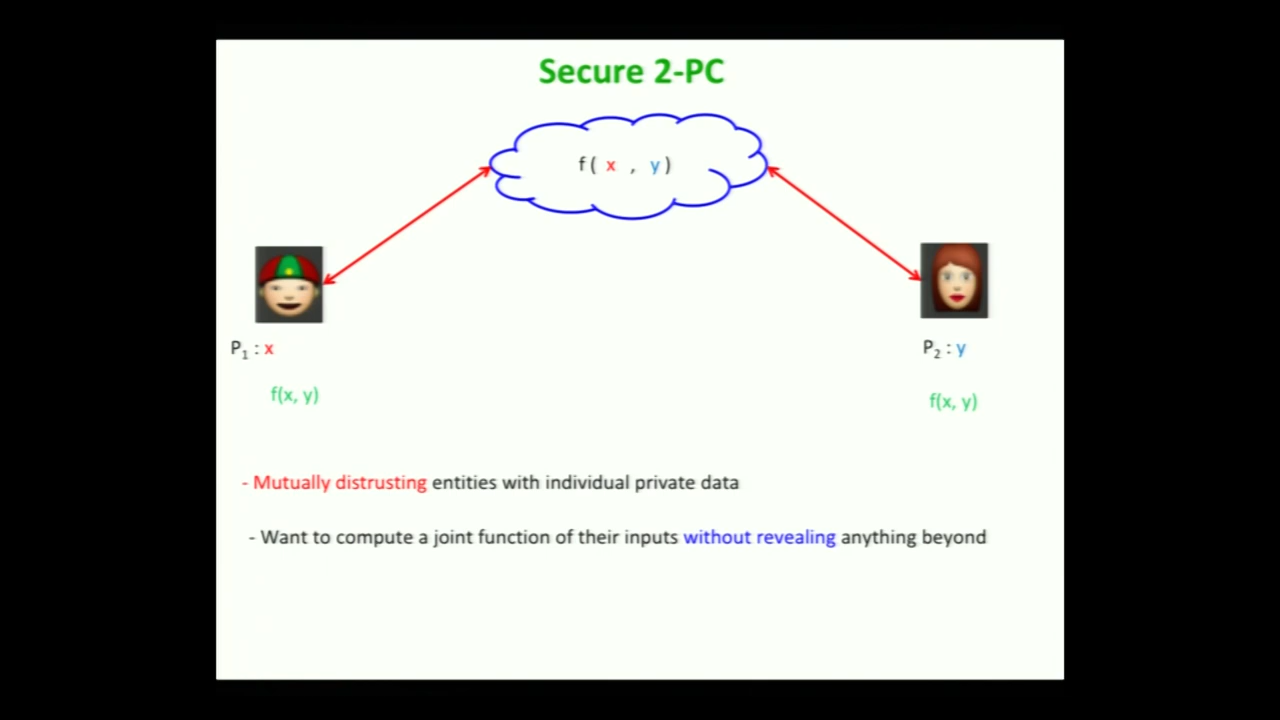 Secure 2-PC
f( x , y )
P1 : x
P2 : y
f(x, y)
f(x, y)
- Mutually distrusting entities with individual private data
- Want to compute a joint function of their inputs without revealing anything beyond